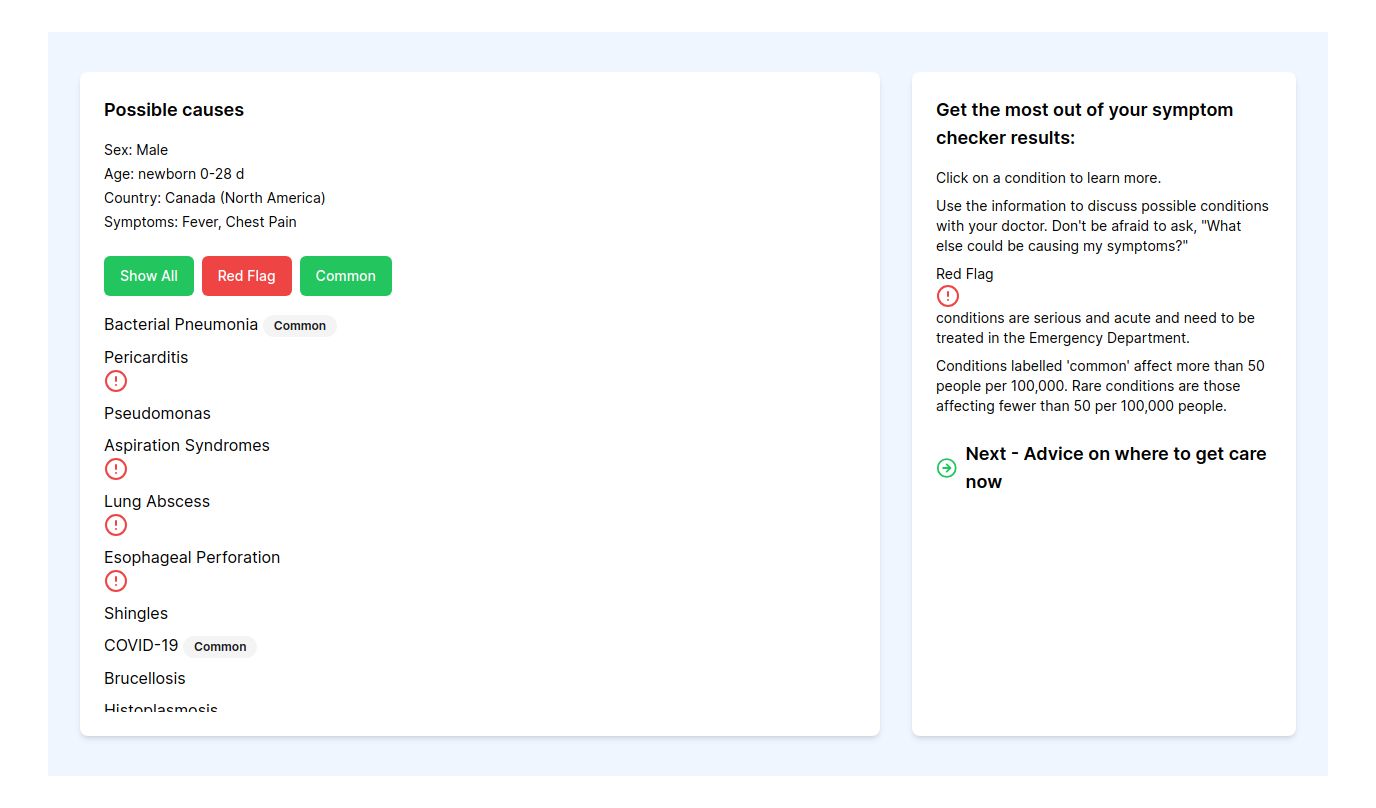 Possible causes
Sex: Male
Age: newborn 0-28 d
Country: Canada (North America)
Symptoms: Fever, Chest Pain
Show All Red Flag Common
Bacterial Pneumonia Common
Pericarditis
Pseudomonas
Aspiration Syndromes
Lung Abscess
Esophageal Perforation
Shingles
COVID-19 Common
Brucellosis
Histoplasmosis
Get the most out of your symptom
checker results:
Click on a condition to learn more.
Use the information to discuss possible conditions
with your doctor. Don't be afraid to ask, "What
else could be causing my symptoms?"
Red Flag
conditions are serious and acute and need to be
treated in the Emergency Department.
Conditions labelled 'common' affect more than 50
people per 100,000. Rare conditions are those
affecting fewer than 50 per 100,000 people.
Next - Advice on where to get care
now